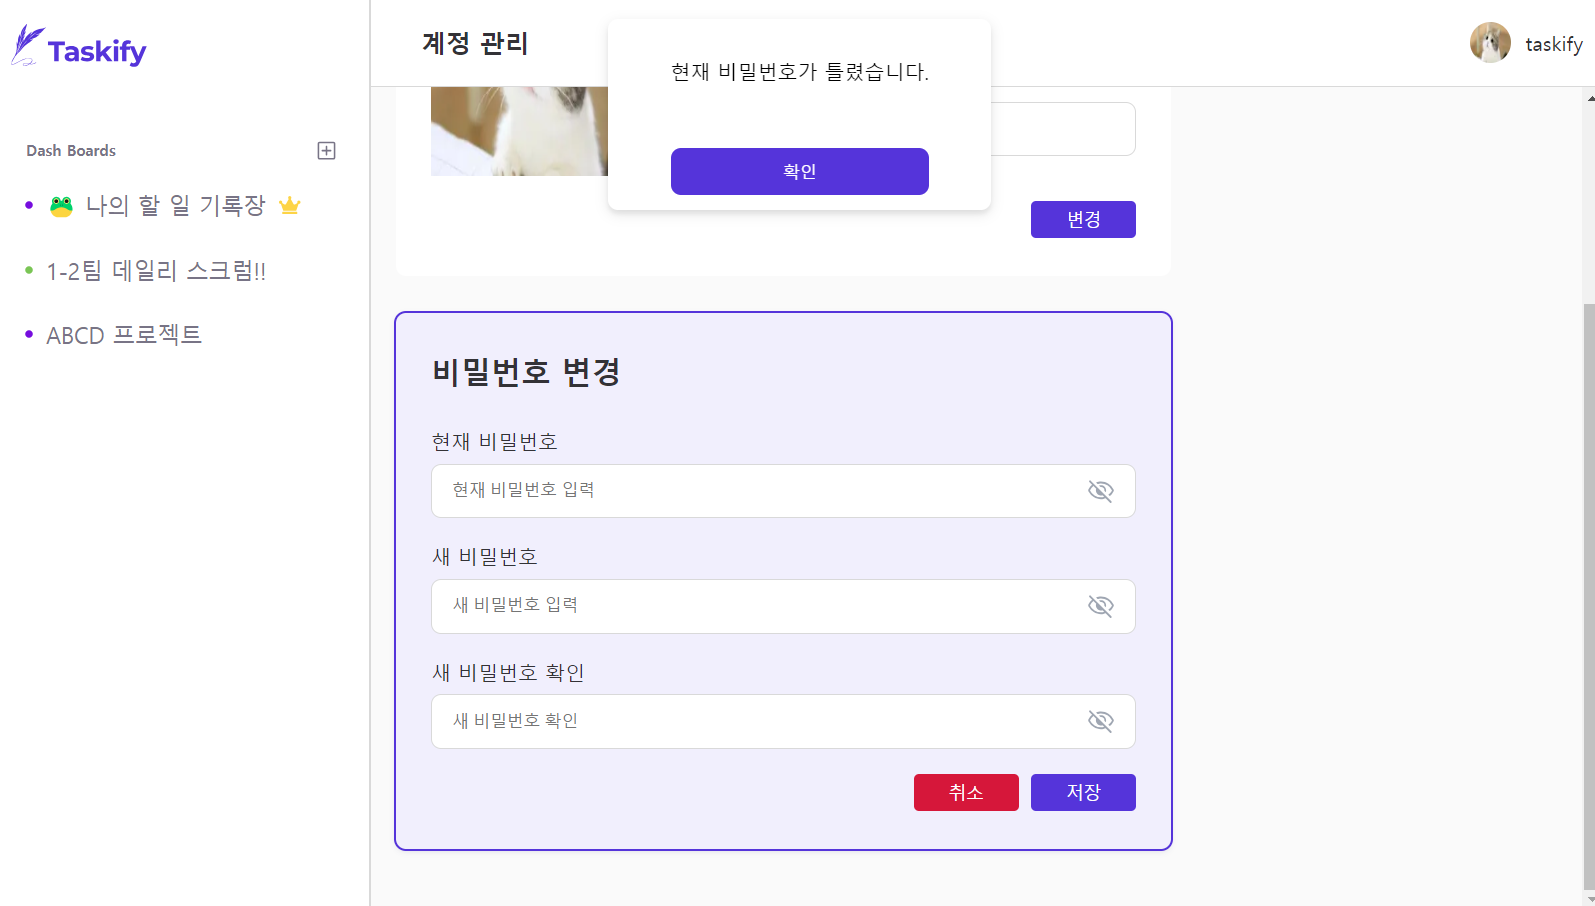 Taskify
계정 관리
taskify
현재 비밀번호가 틀렸습니다.
확인
변경
Dash Boards
나의 할 일 기록장
1-2팀 데일리 스크럼!!
ABCD 프로젝트
비밀번호 변경
현재 비밀번호
현재 비밀번호 입력
새 비밀번호
새 비밀번호 입력
새 비밀번호 확인
새 비밀번호 확인
취소 저장